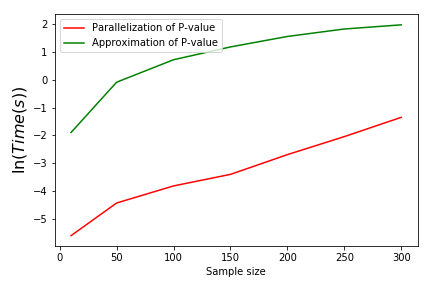 Parallelization of P-value
Approximation of P-value
2
1
0
−1
−2
−3
−4
−5
ln(Time(s))
0 50 100 150 200 250 300
Sample size